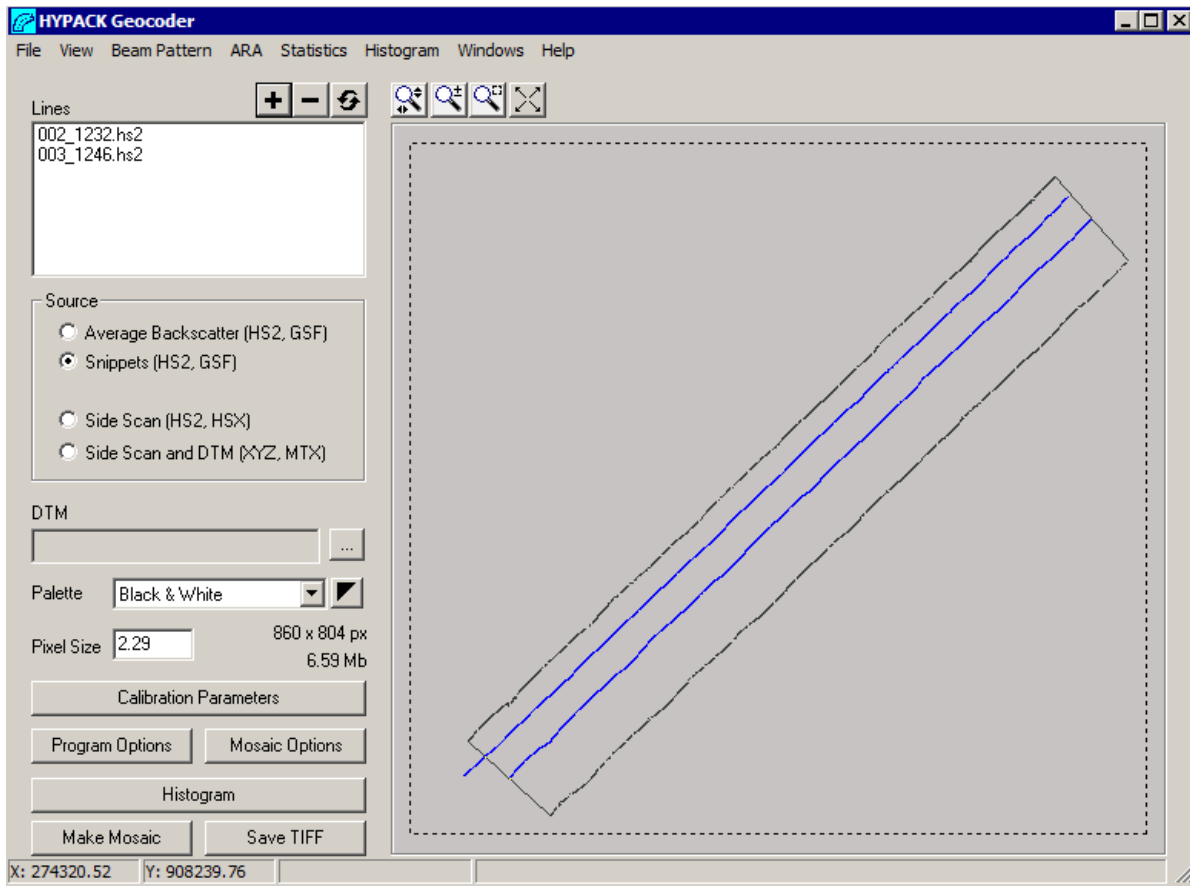 HYPACK Geocoder
File View Beam Pattern ARA Statistics Histogram Windows Help
Lines
002_1232.hs2
003_1246.hs2
Source
Average Backscatter (HS2, GSF)
Snippets (HS2, GSF)
Side Scan (HS2, HSX)
Side Scan and DTM (XYZ, MTX)
DTM
...
Palette Black & White
Pixel Size 2.29 860 x 804 px
6.59 Mb
Calibration Parameters
Program Options Mosaic Options
Histogram
Make Mosaic Save TIFF
X: 274320.52 Y: 908239.76